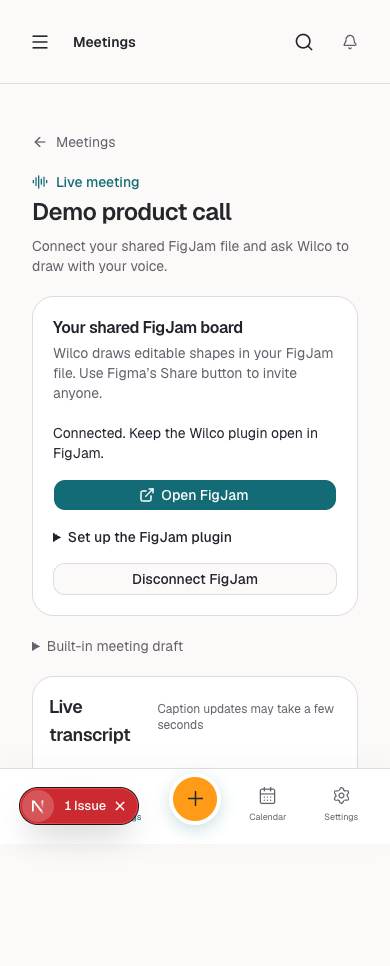 Meetings
Meetings
Live meeting
Demo product call
Connect your shared FigJam file and ask Wilco to
draw with your voice.
Your shared FigJam board
Wilco draws editable shapes in your FigJam
file. Use Figma's Share button to invite
anyone.
Connected. Keep the Wilco plugin open in
FigJam.
Open FigJam
Set up the FigJam plugin
Disconnect FigJam
Built-in meeting draft
Live
transcript
Caption updates may take a few
seconds
N 1 Issue
Calendar
Settings